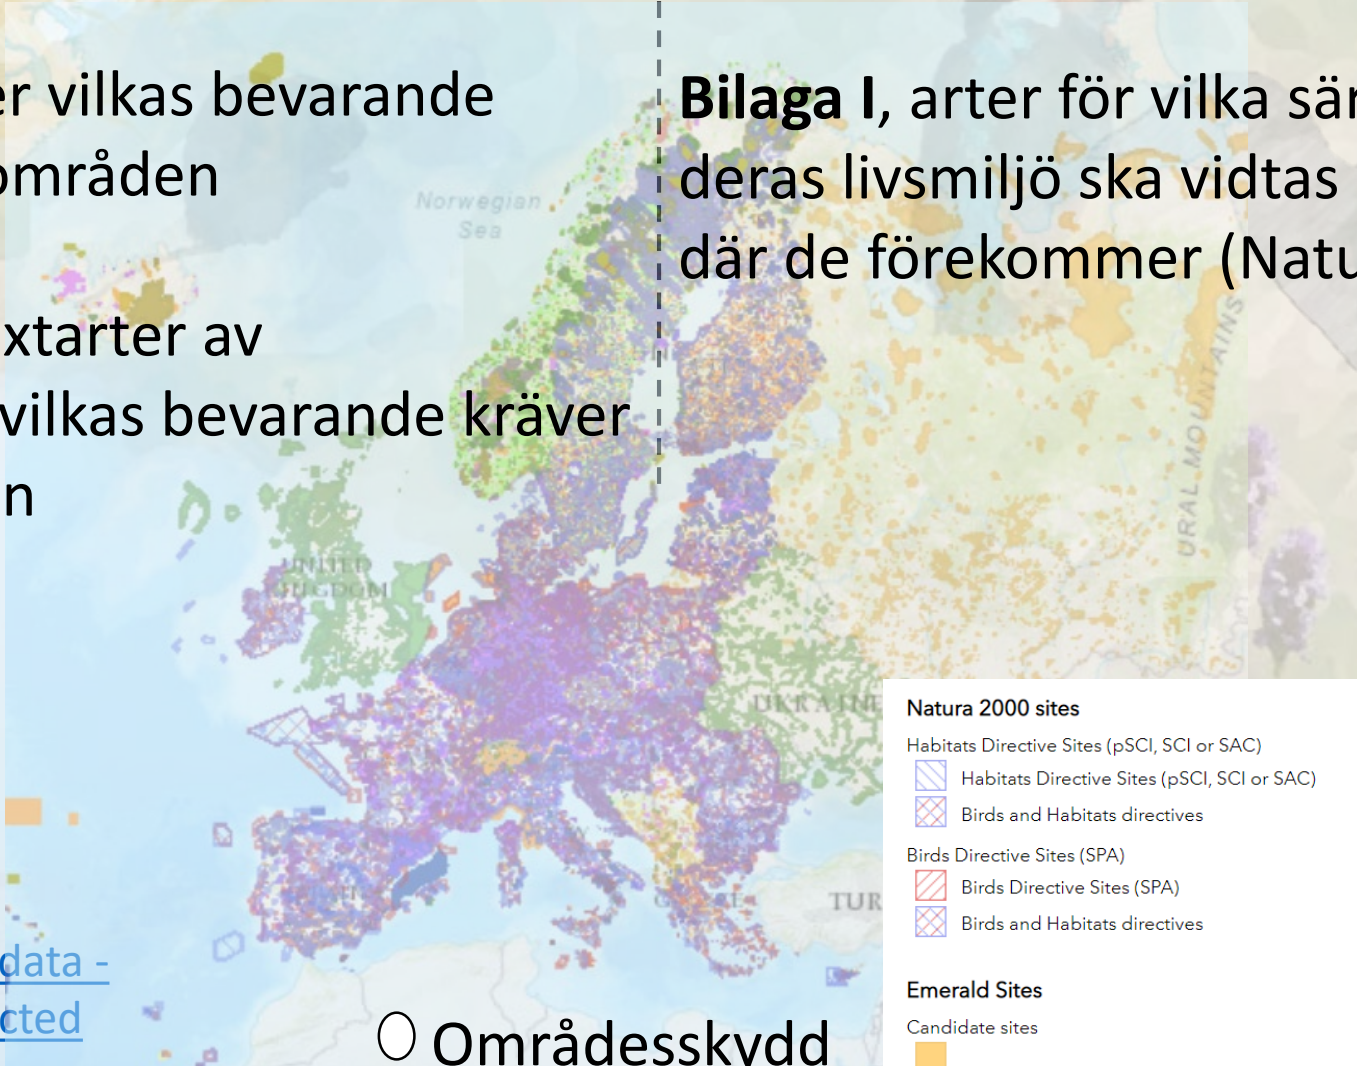 er vilkas bevarande
områden
xtarter av
vilkas bevarande kräver
n
Bilaga I, arter för vilka sär
deras livsmiljö ska vidtas
där de förekommer (Natu
Norwegian
Sea
URAL MOUNTAINS
UNITED
KINGDOM
UKRAINE
TUR
data -
cted
Områdesskydd
Natura 2000 sites
Habitats Directive Sites (pSCI, SCI or SAC)
Habitats Directive Sites (pSCI, SCI or SAC)
Birds and Habitats directives
Birds Directive Sites (SPA)
Birds Directive Sites (SPA)
Birds and Habitats directives
Emerald Sites
Candidate sites